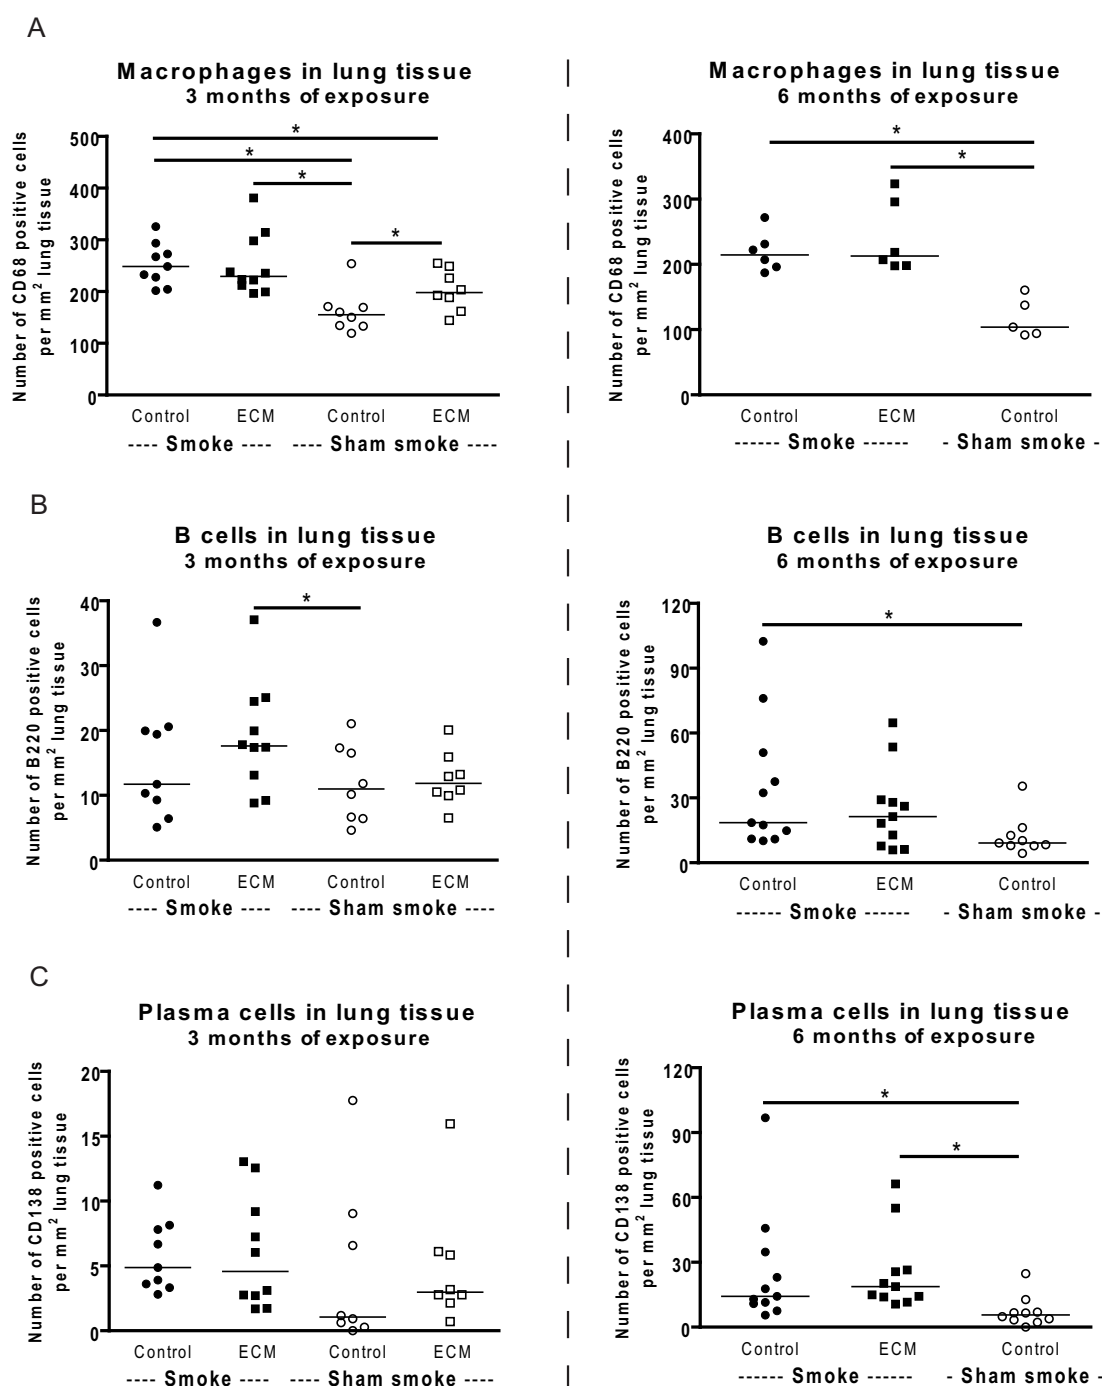 A
Macrophages in lung tissue
3 months of exposure
Number of CD68 positive cells
per mm² lung tissue
500
400
300
200
100
0
*
*
*
*
Control ECM Control ECM
---- Smoke ---- ---- Sham smoke ----
Macrophages in lung tissue
6 months of exposure
Number of CD68 positive cells
per mm² lung tissue
400
300
200
100
0
*
*
Control ECM Control
------ Smoke ------ - Sham smoke -
B
B cells in lung tissue
3 months of exposure
Number of B220 positive cells
per mm² lung tissue
40
30
20
10
0
*
Control ECM Control ECM
---- Smoke ---- ---- Sham smoke ----
B cells in lung tissue
6 months of exposure
Number of B220 positive cells
per mm² lung tissue
120
90
60
30
0
*
Control ECM Control
------ Smoke ------ - Sham smoke -
C
Plasma cells in lung tissue
3 months of exposure
Number of CD138 positive cells
per mm² lung tissue
20
15
10
5
0
Control ECM Control ECM
---- Smoke ---- ---- Sham smoke ----
Plasma cells in lung tissue
6 months of exposure
Number of CD138 positive cells
per mm² lung tissue
120
90
60
30
0
*
*
Control ECM Control
------ Smoke ------ - Sham smoke -